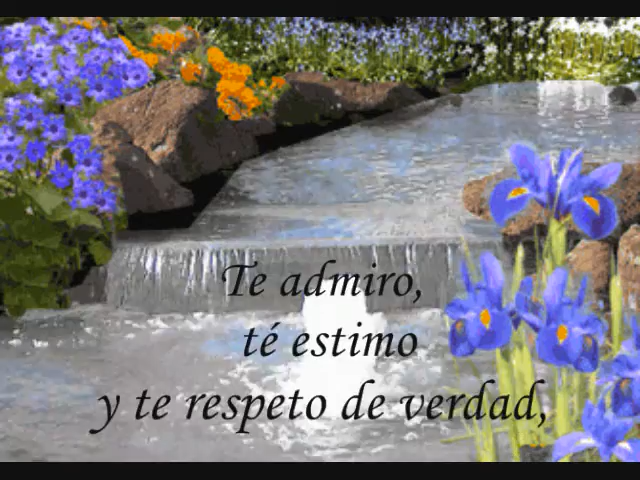 Te admiro,
té estimo
y te respeto de verdad,